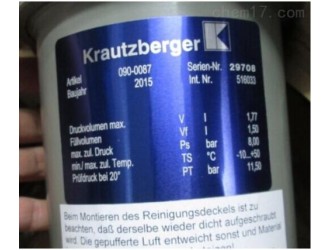 Krautzberger K
Artikel 090-0087 Serien-Nr. 29708
Baujahr 2015 Int. Nr. 516033
Druckvolumen max. V l 1,77
Füllvolumen Vf l 1,50
max. zul. Druck Ps bar 8,00
min./ max. zul. Temp. TS °C -10...+50
Prüfdruck bei 20° PT bar 11,50
Beim Montieren des Reinigungsdeckels ist zu
beachten, daß derselbe wieder dicht aufgeschraubt
wird. Die gepufferte Luft entweicht sonst und Material